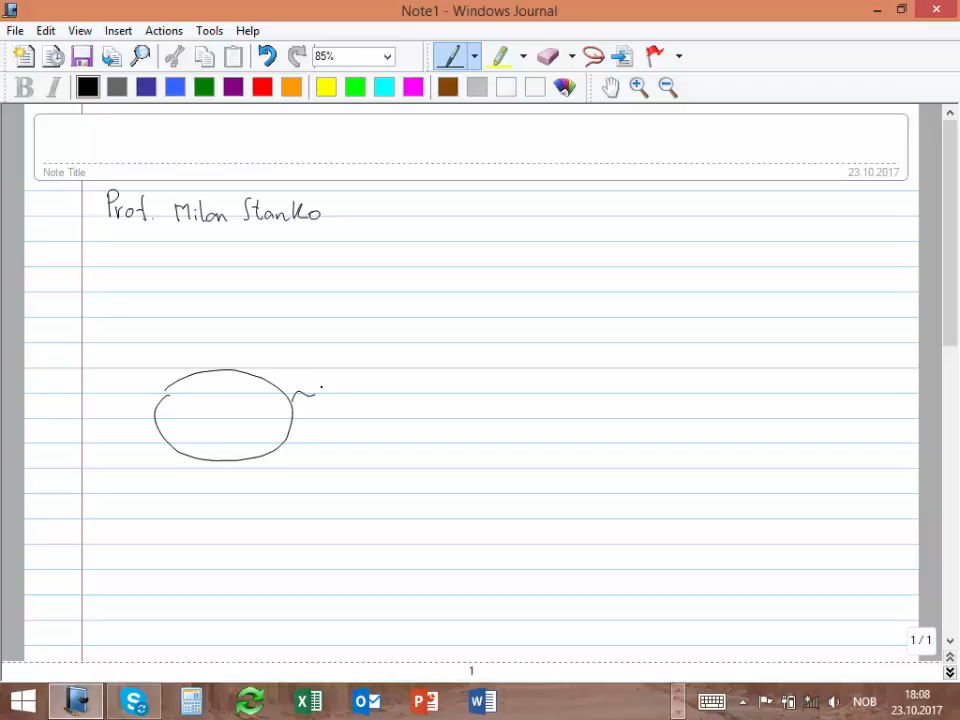 Note1 - Windows Journal
File Edit View Insert Actions Tools Help
85%
B I
Note Title
23.10.2017
Prof. Milan Stanko
1 / 1
1
NOB
18:08
23.10.2017